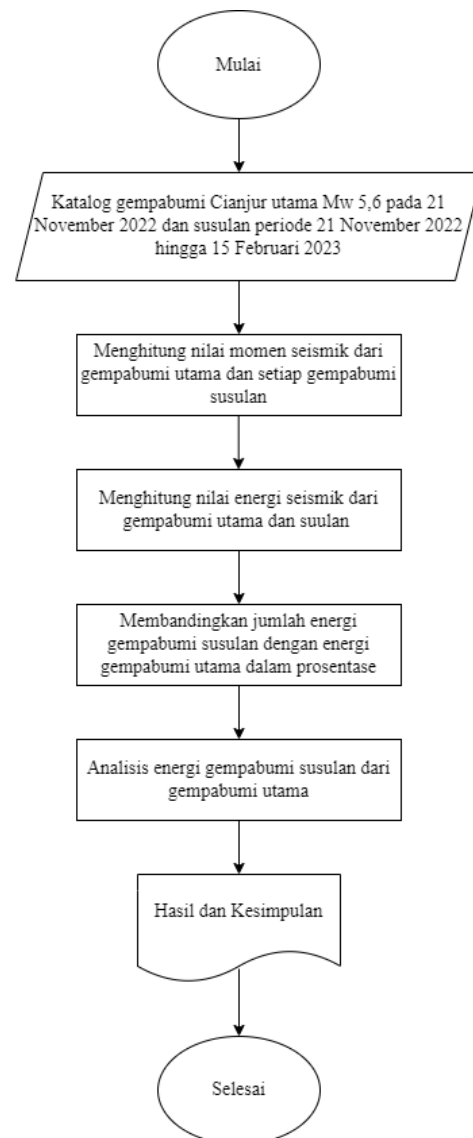 Mulai
Katalog gempabumi Cianjur utama Mw 5,6 pada 21
November 2022 dan susulan periode 21 November 2022
hingga 15 Februari 2023
Menghitung nilai momen seismik dari
gempabumi utama dan setiap gempabumi
susulan
Menghitung nilai energi seismik dari
gempabumi utama dan suulan
Membandingkan jumlah energi
gempabumi susulan dengan energi
gempabumi utama dalam prosentase
Analisis energi gempabumi susulan dari
gempabumi utama
Hasil dan Kesimpulan
Selesai